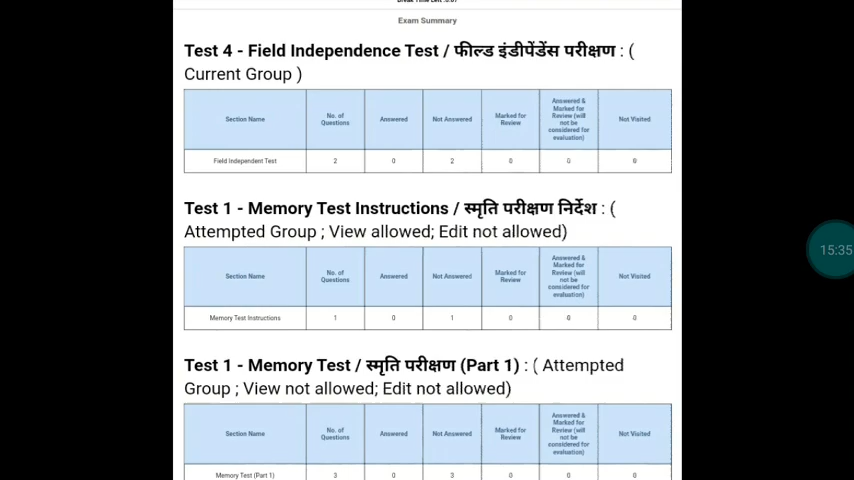 Exam Summary
Test 4 - Field Independence Test / फील्ड इंडीपेंडेंस परीक्षण : (
Current Group )
Section Name No. of Questions Answered Not Answered Marked for Review Answered & Marked for Review (will not be considered for evaluation) Not Visited
Field Independent Test 2 0 2 0 0 0
Test 1 - Memory Test Instructions / स्मृति परीक्षण निर्देश : (
Attempted Group ; View allowed; Edit not allowed)
Section Name No. of Questions Answered Not Answered Marked for Review Answered & Marked for Review (will not be considered for evaluation) Not Visited
Memory Test Instructions 1 0 1 0 0 0
15:35
Test 1 - Memory Test / स्मृति परीक्षण (Part 1) : ( Attempted
Group ; View not allowed; Edit not allowed)
Section Name No. of Questions Answered Not Answered Marked for Review Answered & Marked for Review (will not be considered for evaluation) Not Visited
Memory Test (Part 1) 3 0 3 0 0 0